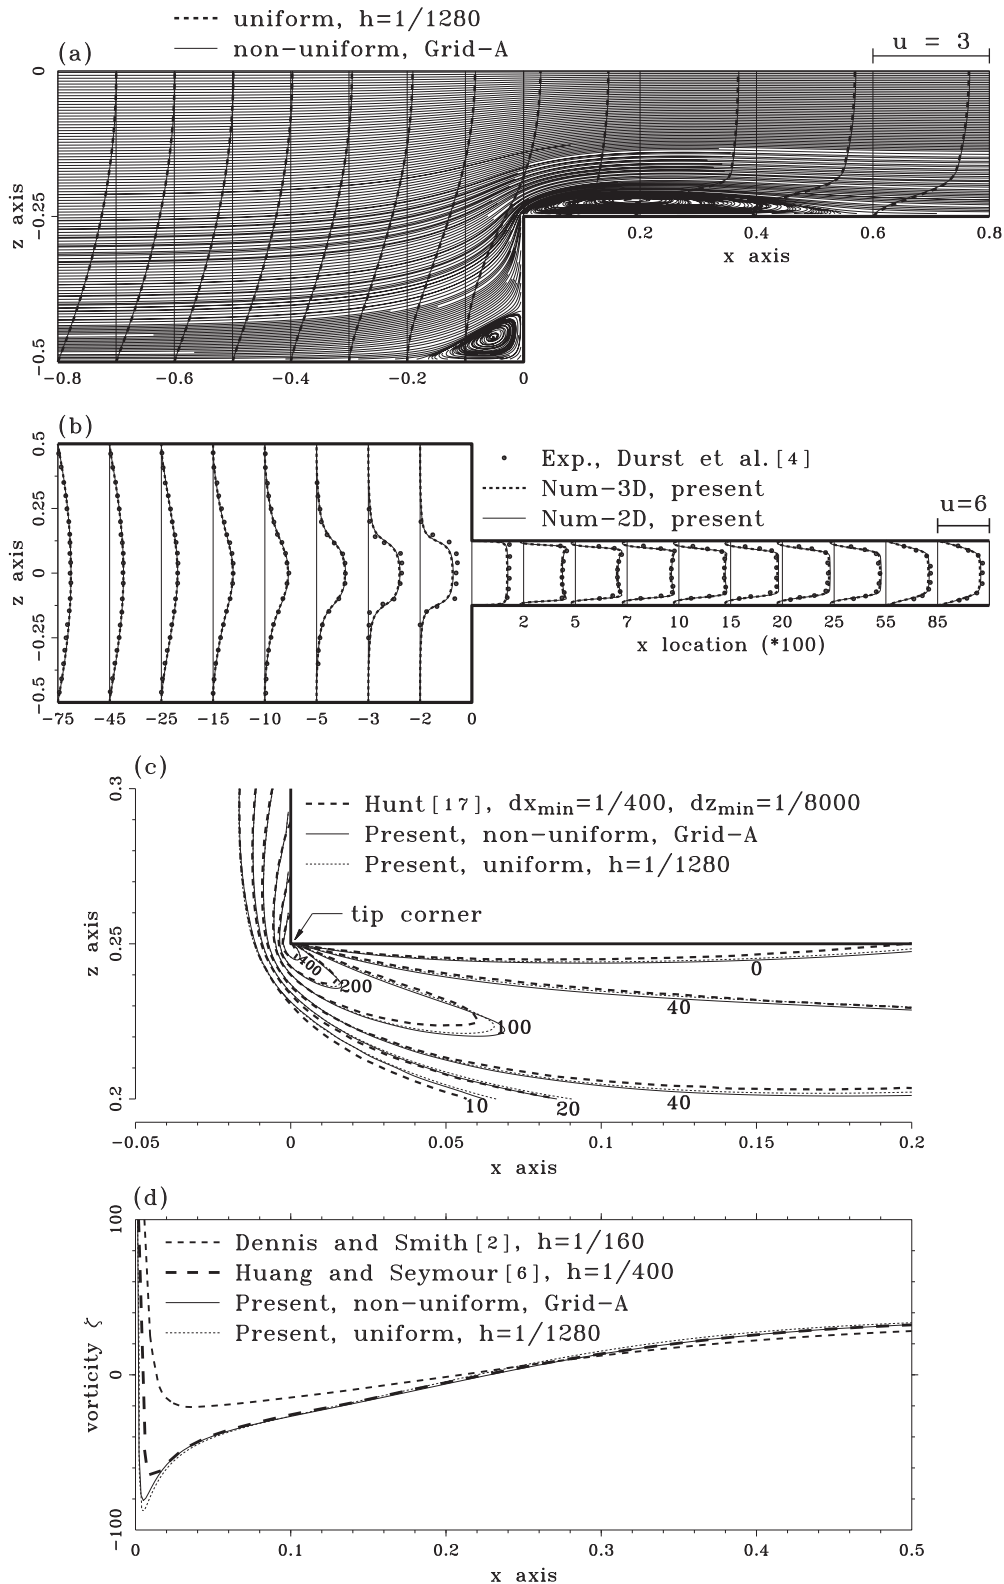 uniform, h=1/1280
(a)
non-uniform, Grid-A
u = 3
0
-0.25
-0.5
z axis
0.2
0.4
0.6
0.8
x axis
-0.8
-0.6
-0.4
-0.2
0
(b)
0.5
0.25
0
-0.25
-0.5
z axis
Exp., Durst et al.[4]
Num-3D, present
Num-2D, present
u=6
2
5
7
10
15
20
25
55
85
x location (*100)
-75
-45
-25
-15
-10
-5
-3
-2
0
(c)
0.3
0.25
0.2
z axis
Hunt[17], dxmin=1/400, dzmin=1/8000
Present, non-uniform, Grid-A
Present, uniform, h=1/1280
tip corner
400
200
0
40
100
10
20
40
-0.05
0
0.05
0.1
0.15
0.2
x axis
(d)
100
0
-100
vorticity ζ
Dennis and Smith[2], h=1/160
Huang and Seymour[6], h=1/400
Present, non-uniform, Grid-A
Present, uniform, h=1/1280
0
0.1
0.2
0.3
0.4
0.5
x axis